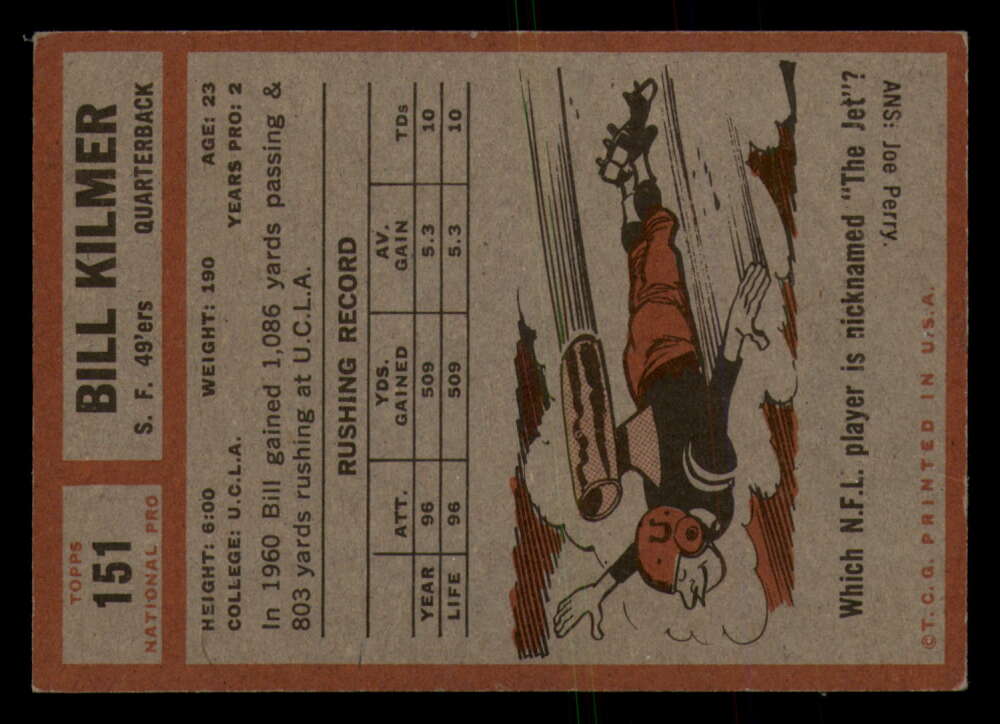 TOPPS
151
NATIONAL PRO
BILL KILMER
S. F. 49'ers QUARTERBACK
HEIGHT: 6:00 WEIGHT: 190 AGE: 23
COLLEGE: U.C.L.A. YEARS PRO: 2
In 1960 Bill gained 1,086 yards passing &
803 yards rushing at U.C.L.A.
RUSHING RECORD
ATT. YDS. GAINED AV. GAIN TDs
YEAR 96 509 5.3 10
LIFE 96 509 5.3 10
Which N.F.L. player is nicknamed "The Jet"?
ANS: Joe Perry.
©T.C.G. PRINTED IN U.S.A.